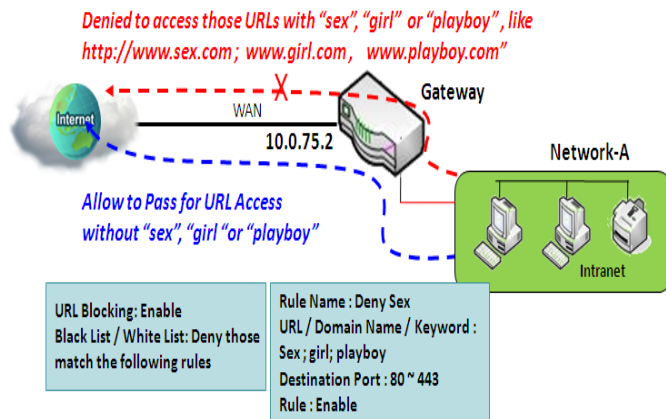 Denied to access those URLs with “sex”, “girl” or “playboy” , like
http://www.sex.com ; www.girl.com , www.playboy.com”
Gateway
Internet
WAN
10.0.75.2
Network-A
Allow to Pass for URL Access
without “sex”, “girl “or “playboy”
Intranet
URL Blocking: Enable
Black List / White List: Deny those
match the following rules
Rule Name : Deny Sex
URL / Domain Name / Keyword :
Sex ; girl; playboy
Destination Port : 80 ~ 443
Rule : Enable